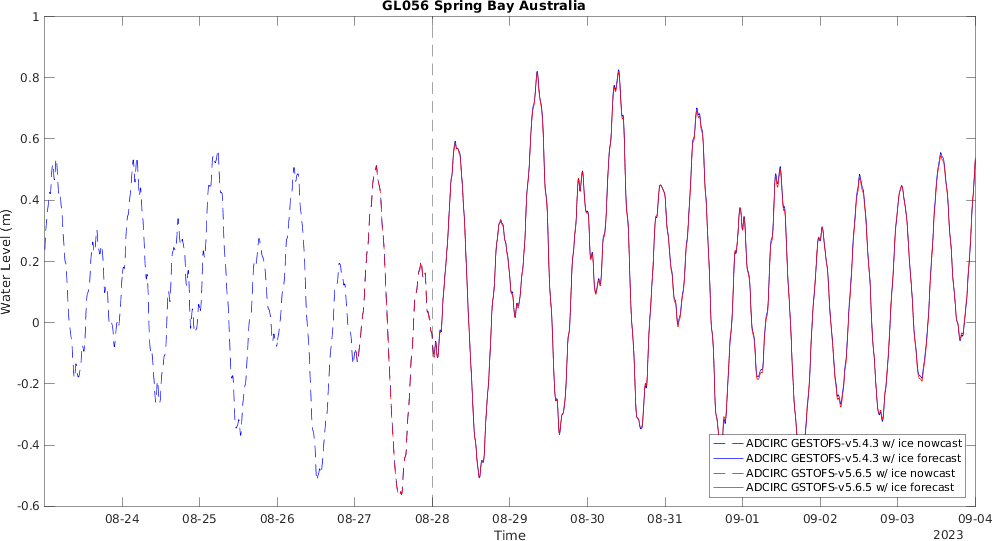 GL056 Spring Bay Australia
1
0.8
0.6
0.4
0.2
0
-0.2
-0.4
-0.6
Water Level (m)
ADCIRC GESTOFS-v5.4.3 w/ ice nowcast
ADCIRC GESTOFS-v5.4.3 w/ ice forecast
ADCIRC GSTOFS-v5.6.5 w/ ice nowcast
ADCIRC GSTOFS-v5.6.5 w/ ice forecast
08-24 08-25 08-26 08-27 08-28 08-29 08-30 08-31 09-01 09-02 09-03 09-04
Time
2023